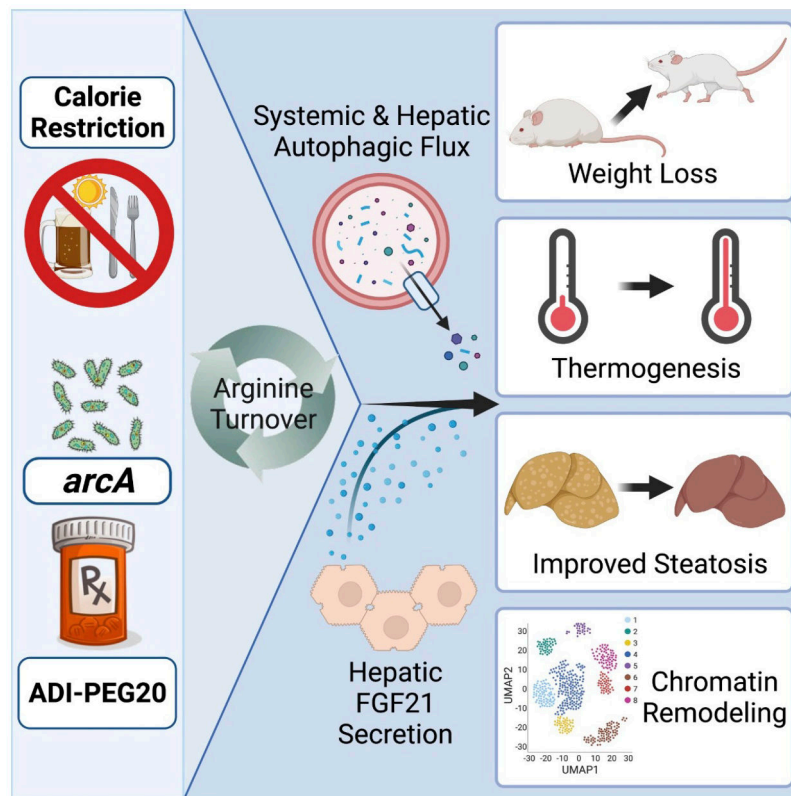 Calorie
Restriction
arcA
Rx
ADI-PEG20
Arginine
Turnover
Systemic & Hepatic
Autophagic Flux
Hepatic
FGF21
Secretion
Weight Loss
Thermogenesis
Improved Steatosis
30
20
10
0
-10
-20
-30
UMAP2
-30 -20 -10 0 10 20 30
UMAP1
1
2
3
4
5
6
7
8
Chromatin
Remodeling